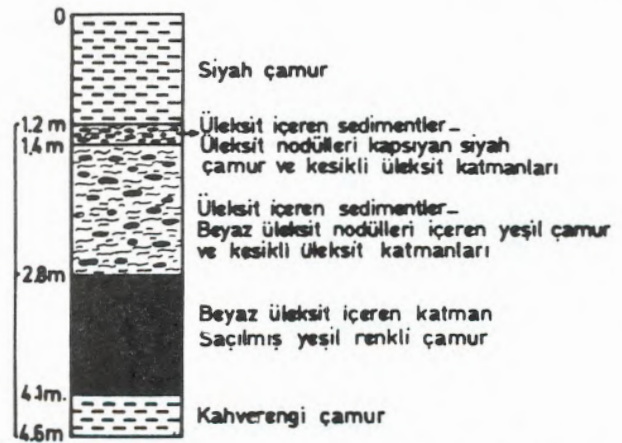 0
Siyah çamur
1.2 m
Üleksit içeren sedimentler_
1,4 m
Üleksit nodülleri kapsıyan siyah
çamur ve kesikli üleksit katmanları
Üleksit içeren sedimentler_
Beyaz üleksit nodülleri içeren yeşil çamur
ve kesikli üleksit katmanları
2.8m
Beyaz üleksit içeren katman
Saçılmış yeşil renkli çamur
4.1m.
Kahverengi çamur
4.6m